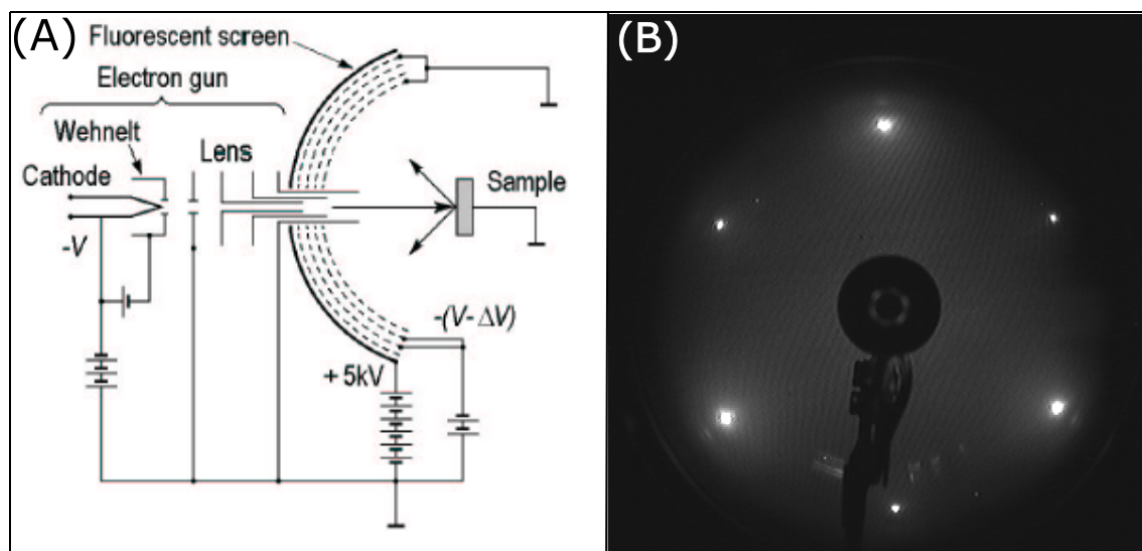 (A)
Fluorescent screen
Electron gun
Wehnelt
Lens
Cathode
Sample
-V
-(V- ΔV)
+5kV
(B)